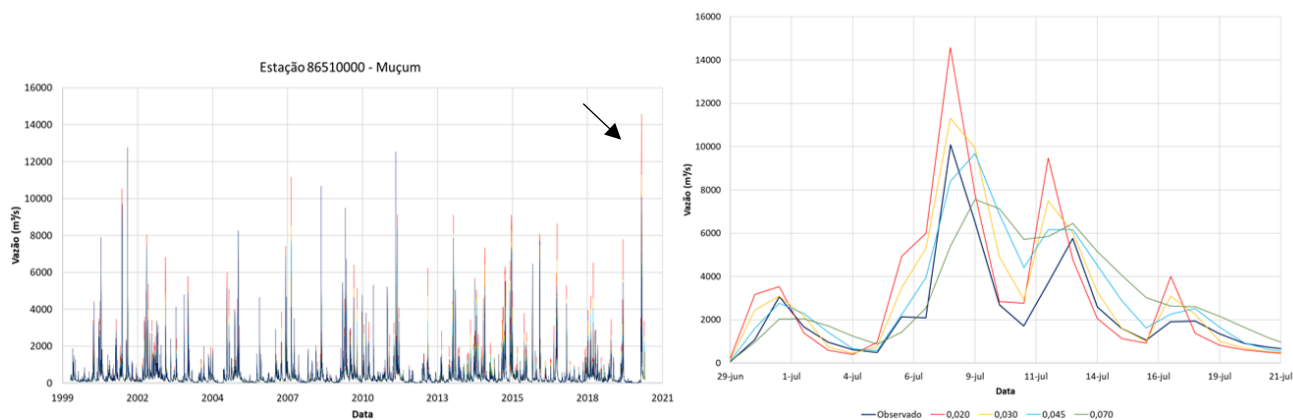 Estação 86510000 - Muçum
Vazão (m³/s)
16000
14000
12000
10000
8000
6000
4000
2000
0
1999 2002 2004 2007 2010 2013 2015 2018 2021
Data
Vazão (m³/s)
16000
14000
12000
10000
8000
6000
4000
2000
0
29-jun 1-jul 4-jul 6-jul 9-jul 11-jul 14-jul 16-jul 19-jul 21-jul
Data
Observado 0,020 0,030 0,045 0,070